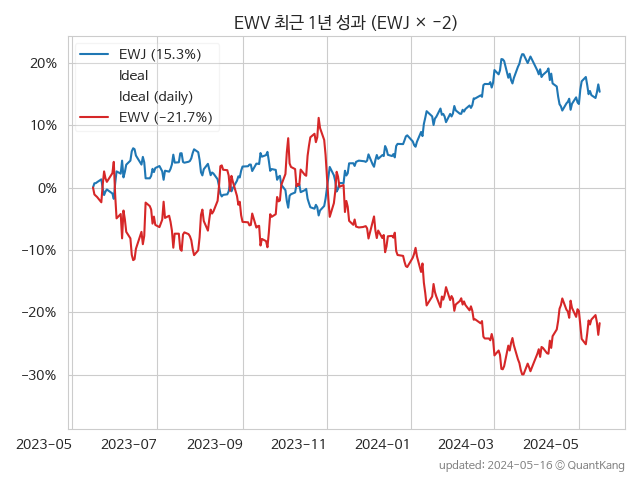 EWV 최근 1년 성과 (EWJ × −2)
EWJ (15.3%)
Ideal
Ideal (daily)
EWV (−21.7%)
20%
10%
0%
−10%
−20%
−30%
2023-05
2023-07
2023-09
2023-11
2024-01
2024-03
2024-05
updated: 2024-05-16 © QuantKang